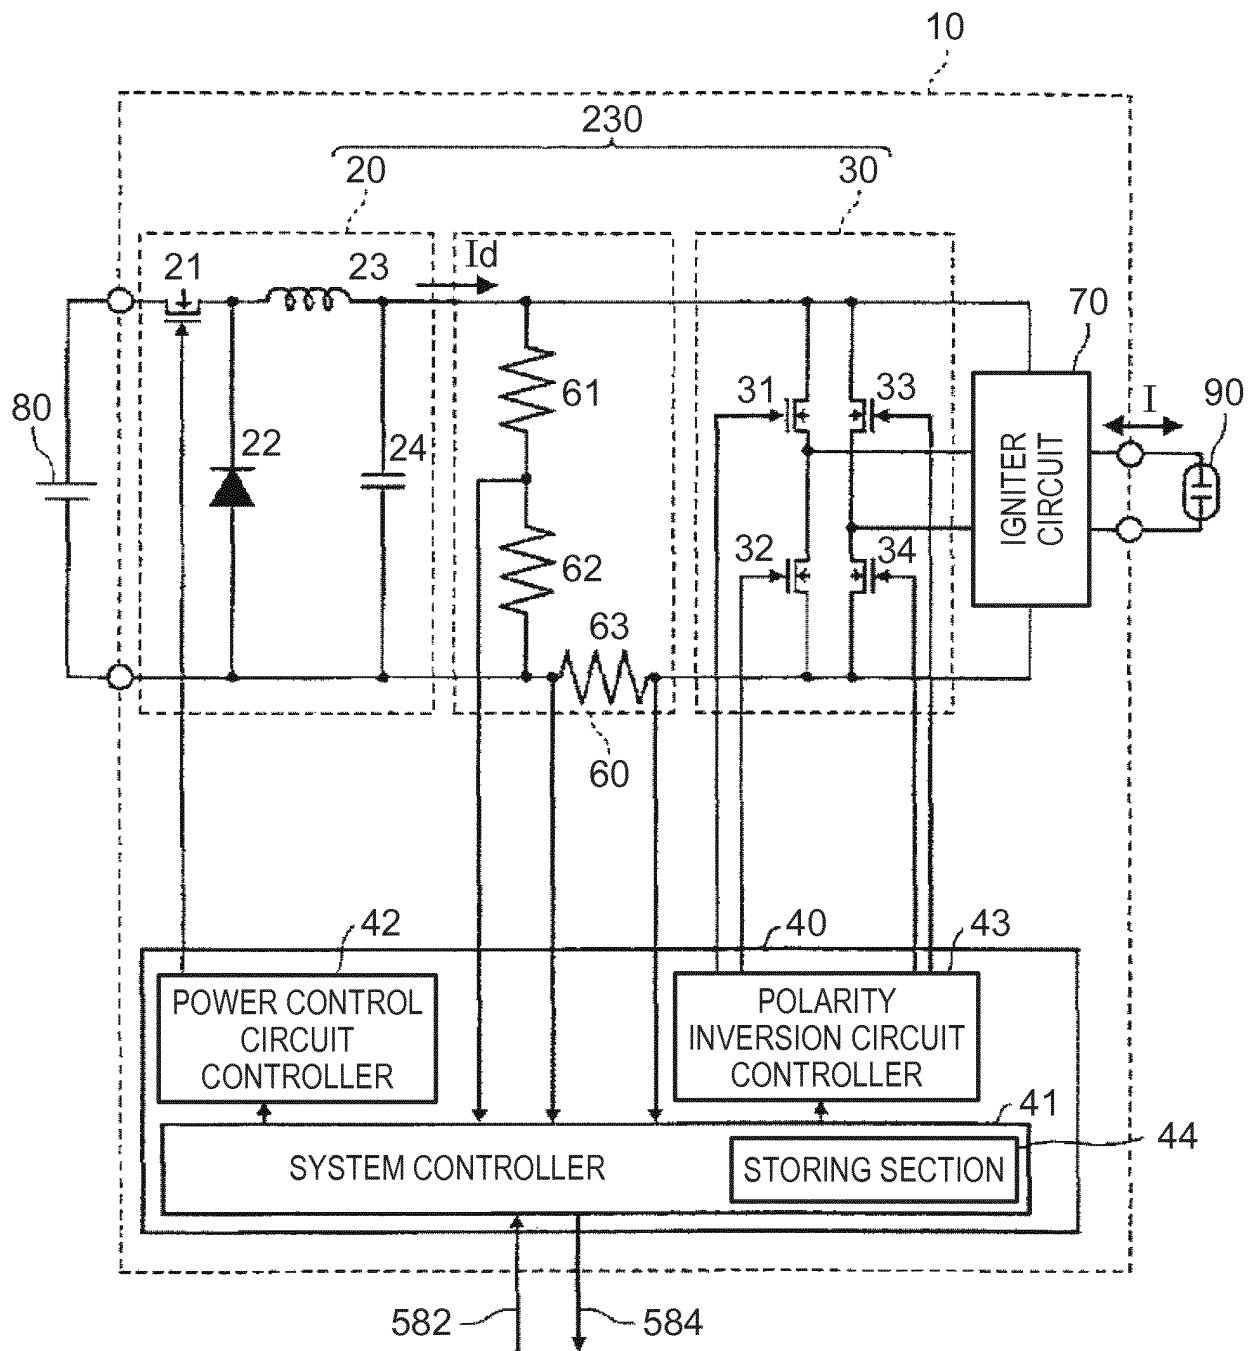 10
230
20
30
Id
21
23
70
80
61
31
33
I
90
22
24
IGNITER
CIRCUIT
62
32
34
63
60
42
40
43
POWER CONTROL
CIRCUIT
CONTROLLER
POLARITY
INVERSION CIRCUIT
CONTROLLER
41
44
SYSTEM CONTROLLER
STORING SECTION
582
584